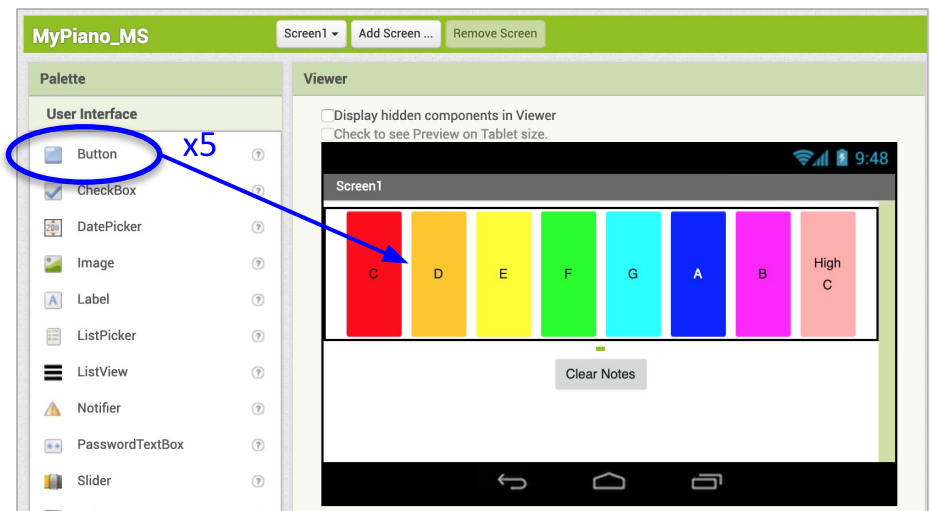 MyPiano_MS
Screen1 Add Screen ... Remove Screen
Palette
Viewer
User Interface
Display hidden components in Viewer
Check to see Preview on Tablet size.
Button x5 ?
9:48
Screen1
CheckBox ?
DatePicker ?
Image ?
C D E F G A B High C
Label ?
ListPicker ?
Clear Notes
ListView ?
Notifier ?
PasswordTextBox ?
Slider ?